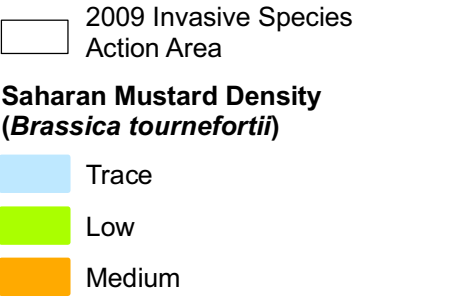 2009 Invasive Species
Action Area
Saharan Mustard Density
(Brassica tournefortii)
Trace
Low
Medium